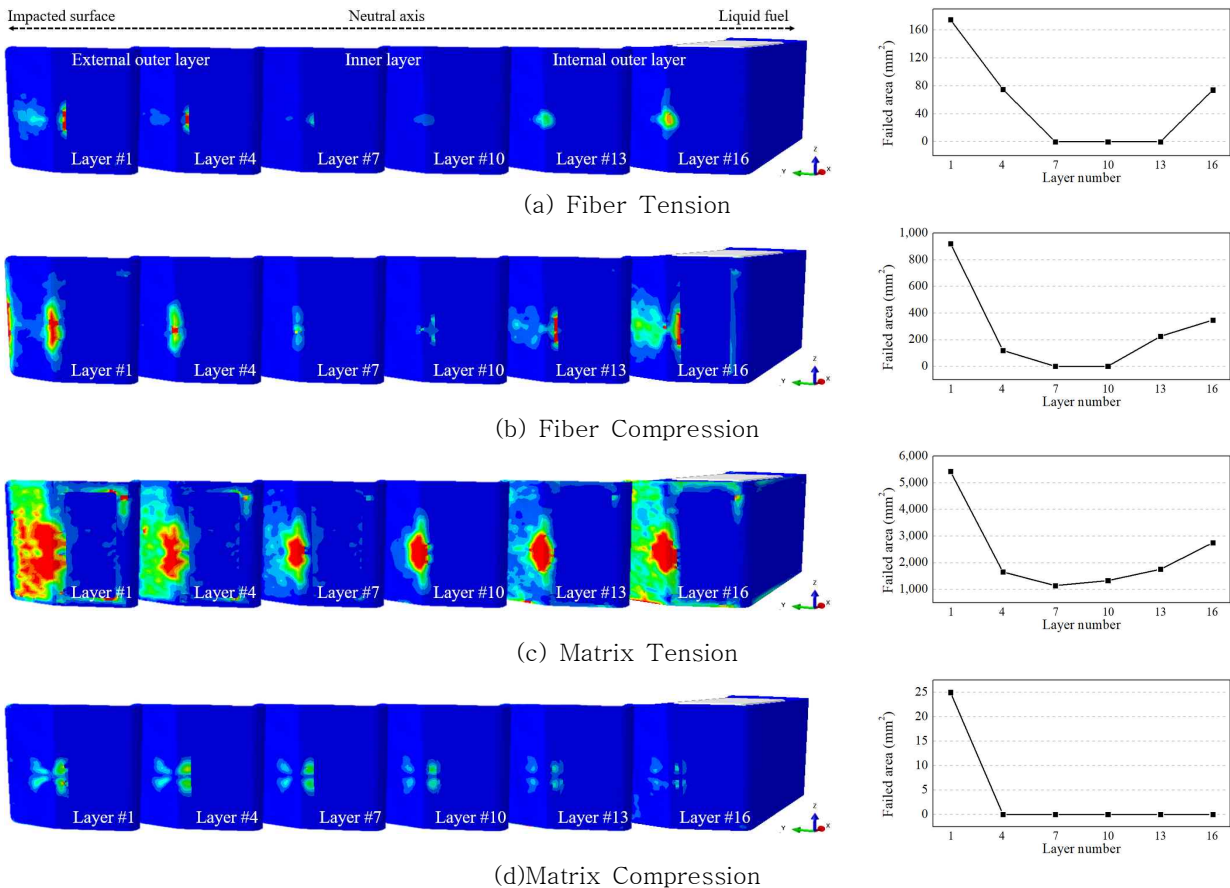 Impacted surface Neutral axis Liquid fuel
External outer layer Inner layer Internal outer layer
Layer #1 Layer #4 Layer #7 Layer #10 Layer #13 Layer #16
Z
Y X
Failed area (mm²)
160
120
80
40
0
1 4 7 10 13 16
Layer number
(a) Fiber Tension
Layer #1 Layer #4 Layer #7 Layer #10 Layer #13 Layer #16
Z
Y X
Failed area (mm²)
1,000
800
600
400
200
0
1 4 7 10 13 16
Layer number
(b) Fiber Compression
Layer #1 Layer #4 Layer #7 Layer #10 Layer #13 Layer #16
Z
Y X
Failed area (mm²)
6,000
5,000
4,000
3,000
2,000
1,000
1 4 7 10 13 16
Layer number
(c) Matrix Tension
Layer #1 Layer #4 Layer #7 Layer #10 Layer #13 Layer #16
Z
Y X
Failed area (mm²)
25
20
15
10
5
0
1 4 7 10 13 16
Layer number
(d)Matrix Compression